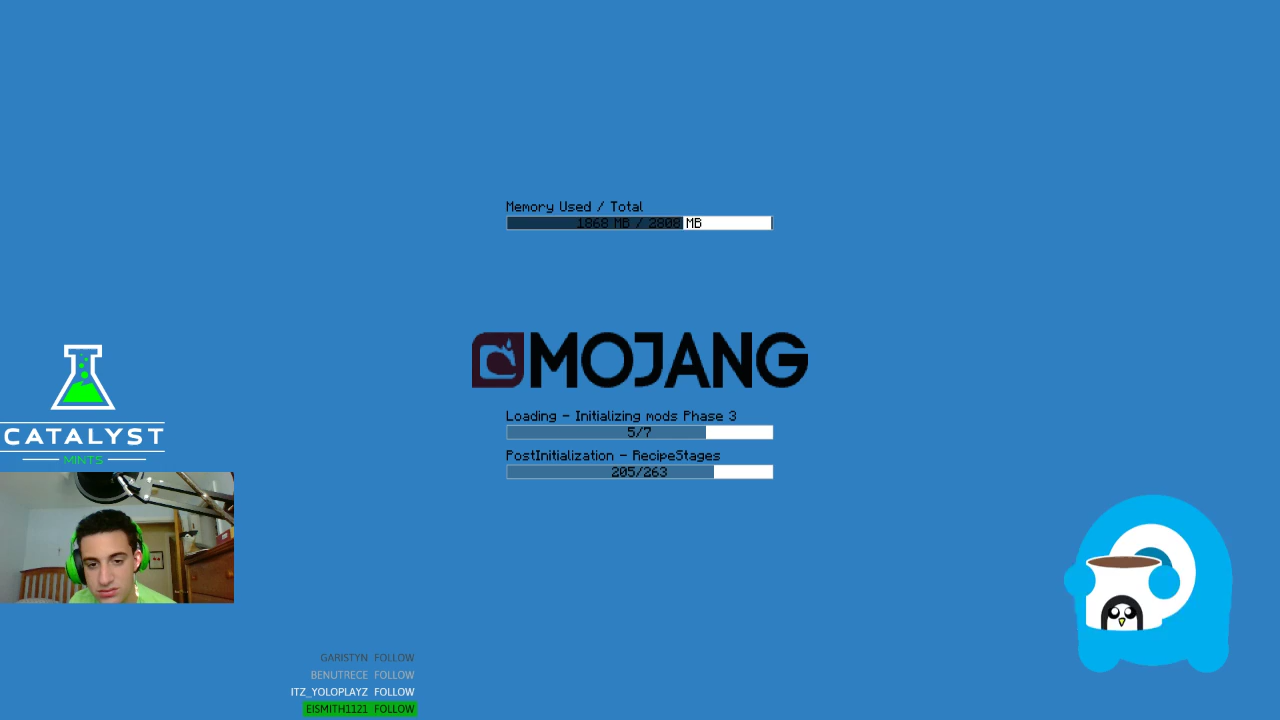 Memory Used / Total
1868 MB / 2808 MB
MOJANG
Loading - Initializing mods Phase 3
5/7
PostInitialization - RecipeStages
205/263
CATALYST
MINTS
GARISTYN FOLLOW
BENUTRECE FOLLOW
ITZ_YOLOPLAYZ FOLLOW
EISMITH1121 FOLLOW